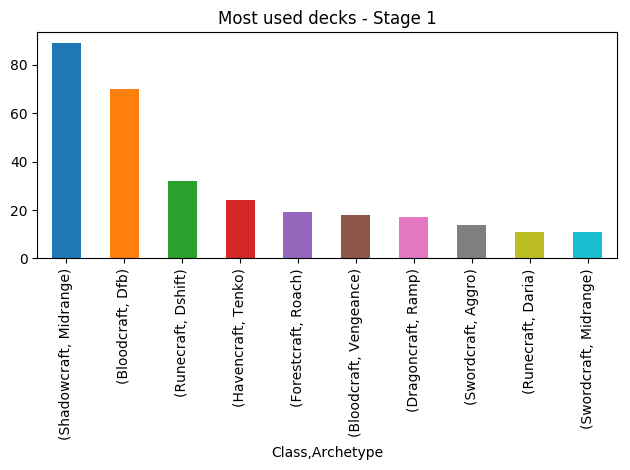 Most used decks - Stage 1
80
60
40
20
0
(Shadowcraft, Midrange)
(Bloodcraft, Dfb)
(Runecraft, Dshift)
(Havencraft, Tenko)
(Forestcraft, Roach)
(Bloodcraft, Vengeance)
(Dragoncraft, Ramp)
(Swordcraft, Aggro)
(Runecraft, Daria)
(Swordcraft, Midrange)
Class,Archetype